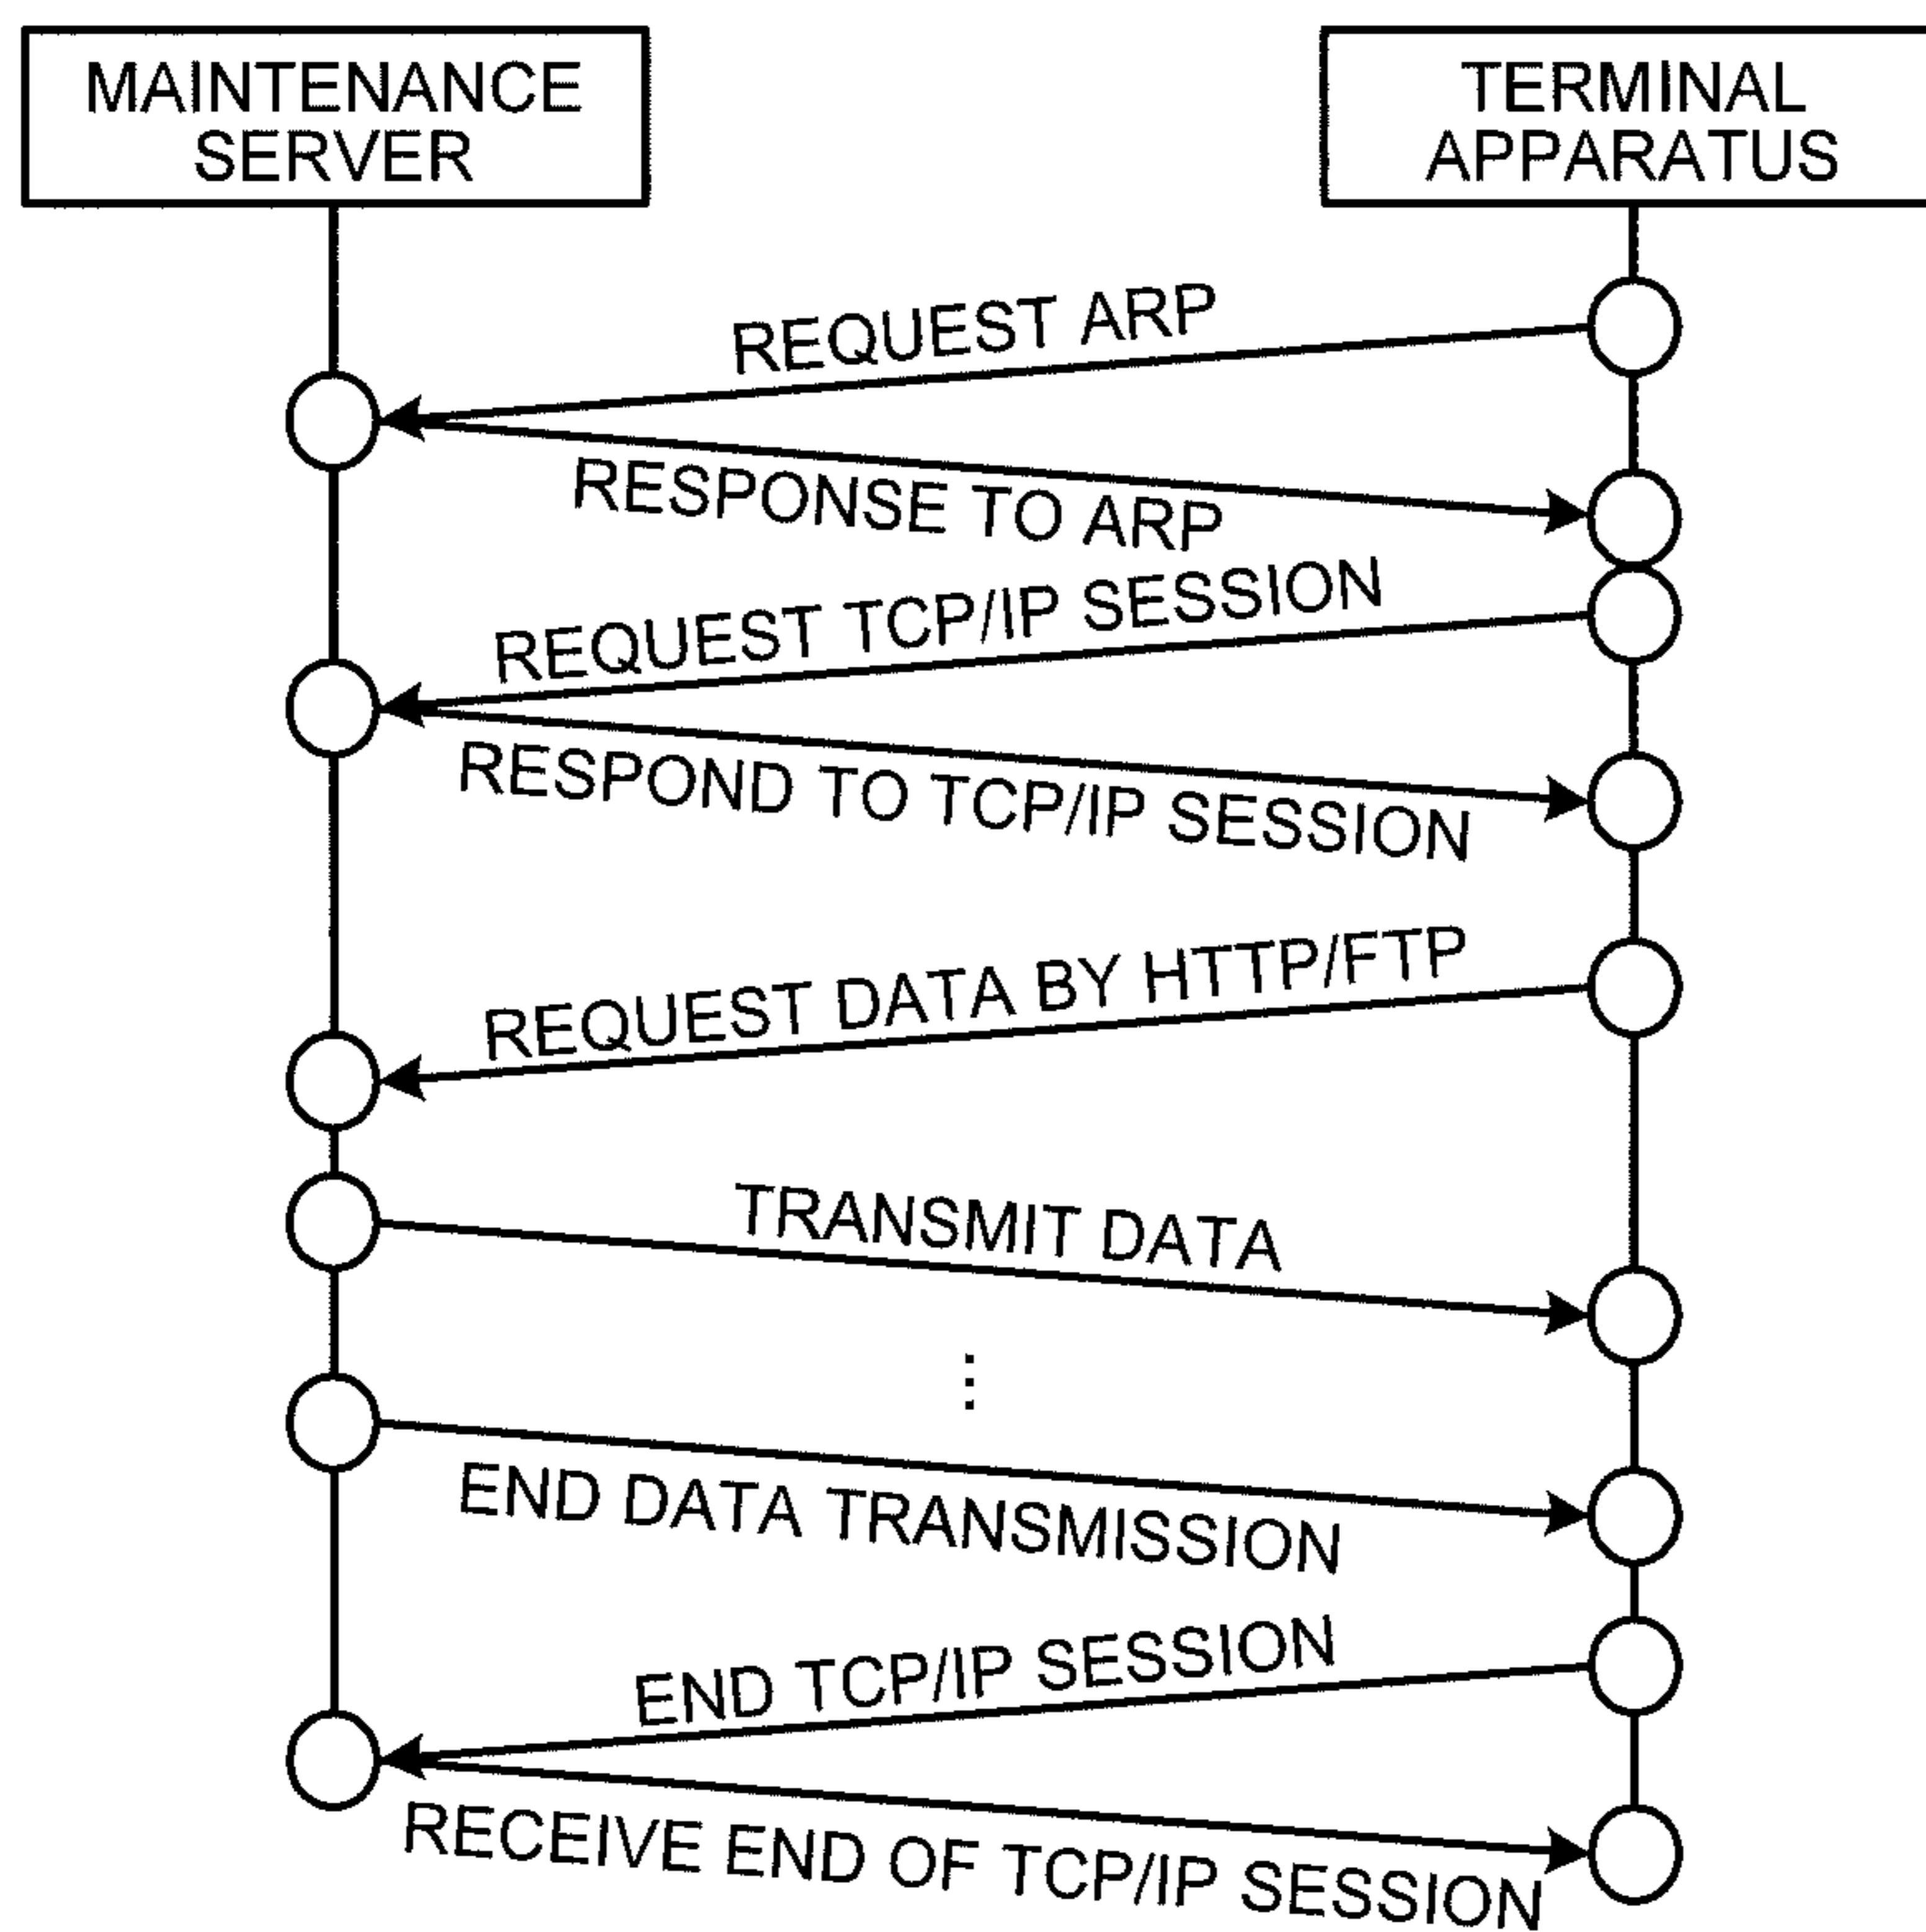 MAINTENANCE
SERVER
TERMINAL
APPARATUS
REQUEST ARP
RESPONSE TO ARP
REQUEST TCP/IP SESSION
RESPOND TO TCP/IP SESSION
REQUEST DATA BY HTTP/FTP
TRANSMIT DATA
END DATA TRANSMISSION
END TCP/IP SESSION
RECEIVE END OF TCP/IP SESSION